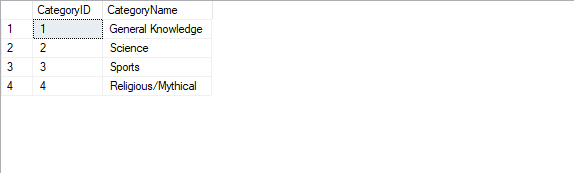 CategoryID CategoryName
1 1 General Knowledge
2 2 Science
3 3 Sports
4 4 Religious/Mythical